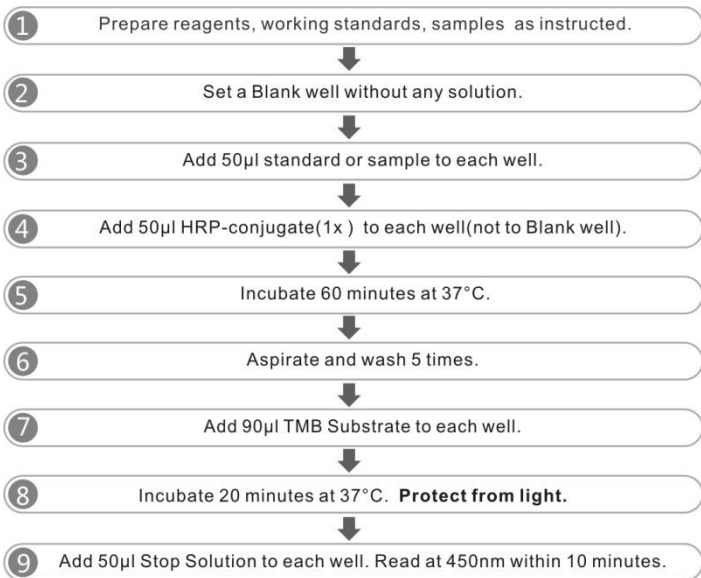 1 Prepare reagents, working standards, samples as instructed.
2 Set a Blank well without any solution.
3 Add 50μl standard or sample to each well.
4 Add 50μl HRP-conjugate(1x ) to each well(not to Blank well).
5 Incubate 60 minutes at 37°C.
6 Aspirate and wash 5 times.
7 Add 90μl TMB Substrate to each well.
8 Incubate 20 minutes at 37°C. Protect from light.
9 Add 50μl Stop Solution to each well. Read at 450nm within 10 minutes.